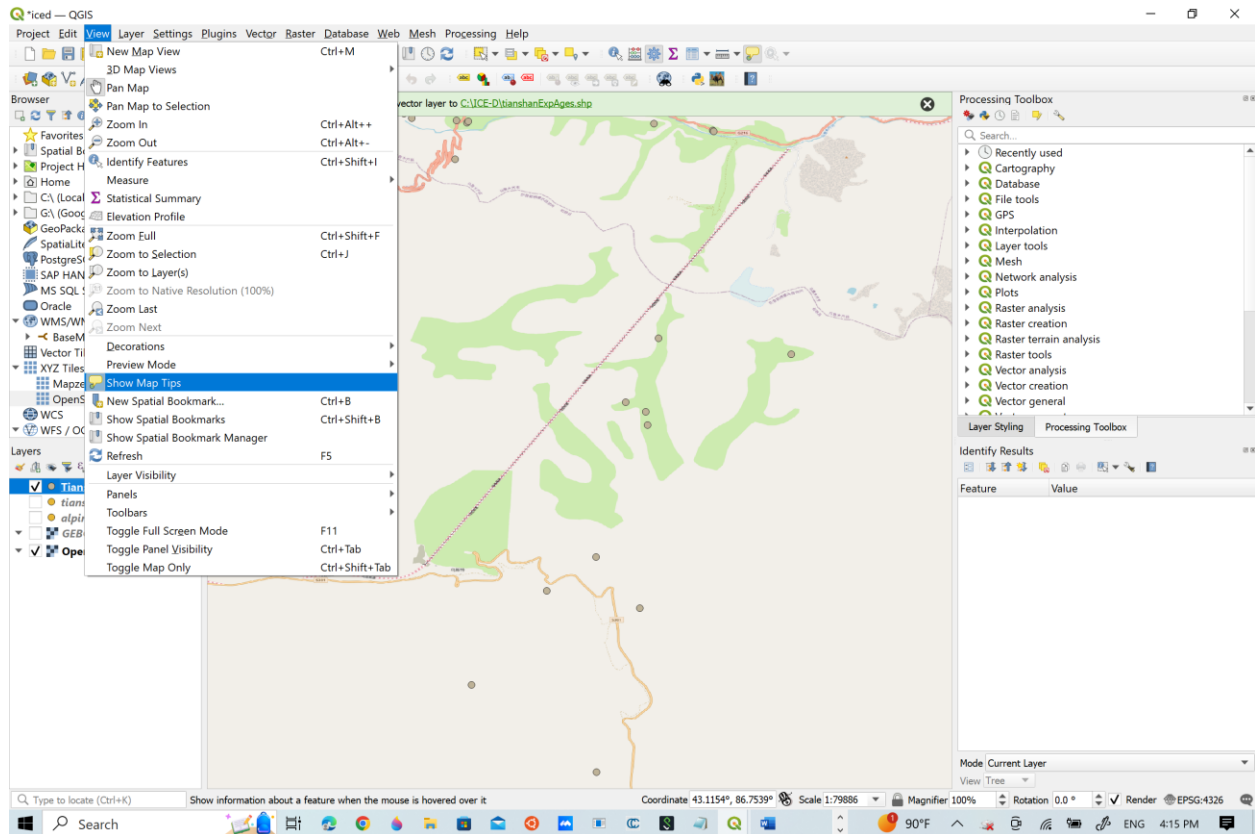 *iced — QGIS
Project Edit View Layer Settings Plugins Vector Raster Database Web Mesh Processing Help
New Map View Ctrl+M
3D Map Views
Pan Map
Pan Map to Selection
Zoom In Ctrl+Alt++
Zoom Out Ctrl+Alt+-
Identify Features Ctrl+Shift+I
Measure
Statistical Summary
Elevation Profile
Zoom Full Ctrl+Shift+F
Zoom to Selection Ctrl+J
Zoom to Layer(s)
Zoom to Native Resolution (100%)
Zoom Last
Zoom Next
Decorations
Preview Mode
Show Map Tips
New Spatial Bookmark... Ctrl+B
Show Spatial Bookmarks Ctrl+Shift+B
Show Spatial Bookmark Manager
Refresh F5
Layer Visibility
Panels
Toolbars
Toggle Full Screen Mode F11
Toggle Panel Visibility Ctrl+Tab
Toggle Map Only Ctrl+Shift+Tab
Browser
Favorites
Spatial B
Project H
Home
C:\ (Local
G:\ (Goog
GeoPacka
SpatiaLite
PostgreS
SAP HAN
MS SQL S
Oracle
WMS/W
BaseM
Vector Til
XYZ Tiles
Mapze
OpenS
WCS
WFS / OG
Layers
Tian
tians
alpin
GEB
Ope
vector layer to C:\ICE-D\tianshanExpAges.shp
Processing Toolbox
Search...
Recently used
Cartography
Database
File tools
GPS
Interpolation
Layer tools
Mesh
Network analysis
Plots
Raster analysis
Raster creation
Raster terrain analysis
Raster tools
Vector analysis
Vector creation
Vector general
Layer Styling Processing Toolbox
Identify Results
Feature Value
Mode Current Layer
View Tree
Type to locate (Ctrl+K) Show information about a feature when the mouse is hovered over it Coordinate 43.1154°, 86.7539° Scale 1:79886 Magnifier 100% Rotation 0.0 ° Render EPSG:4326
Search 90°F ENG 4:15 PM